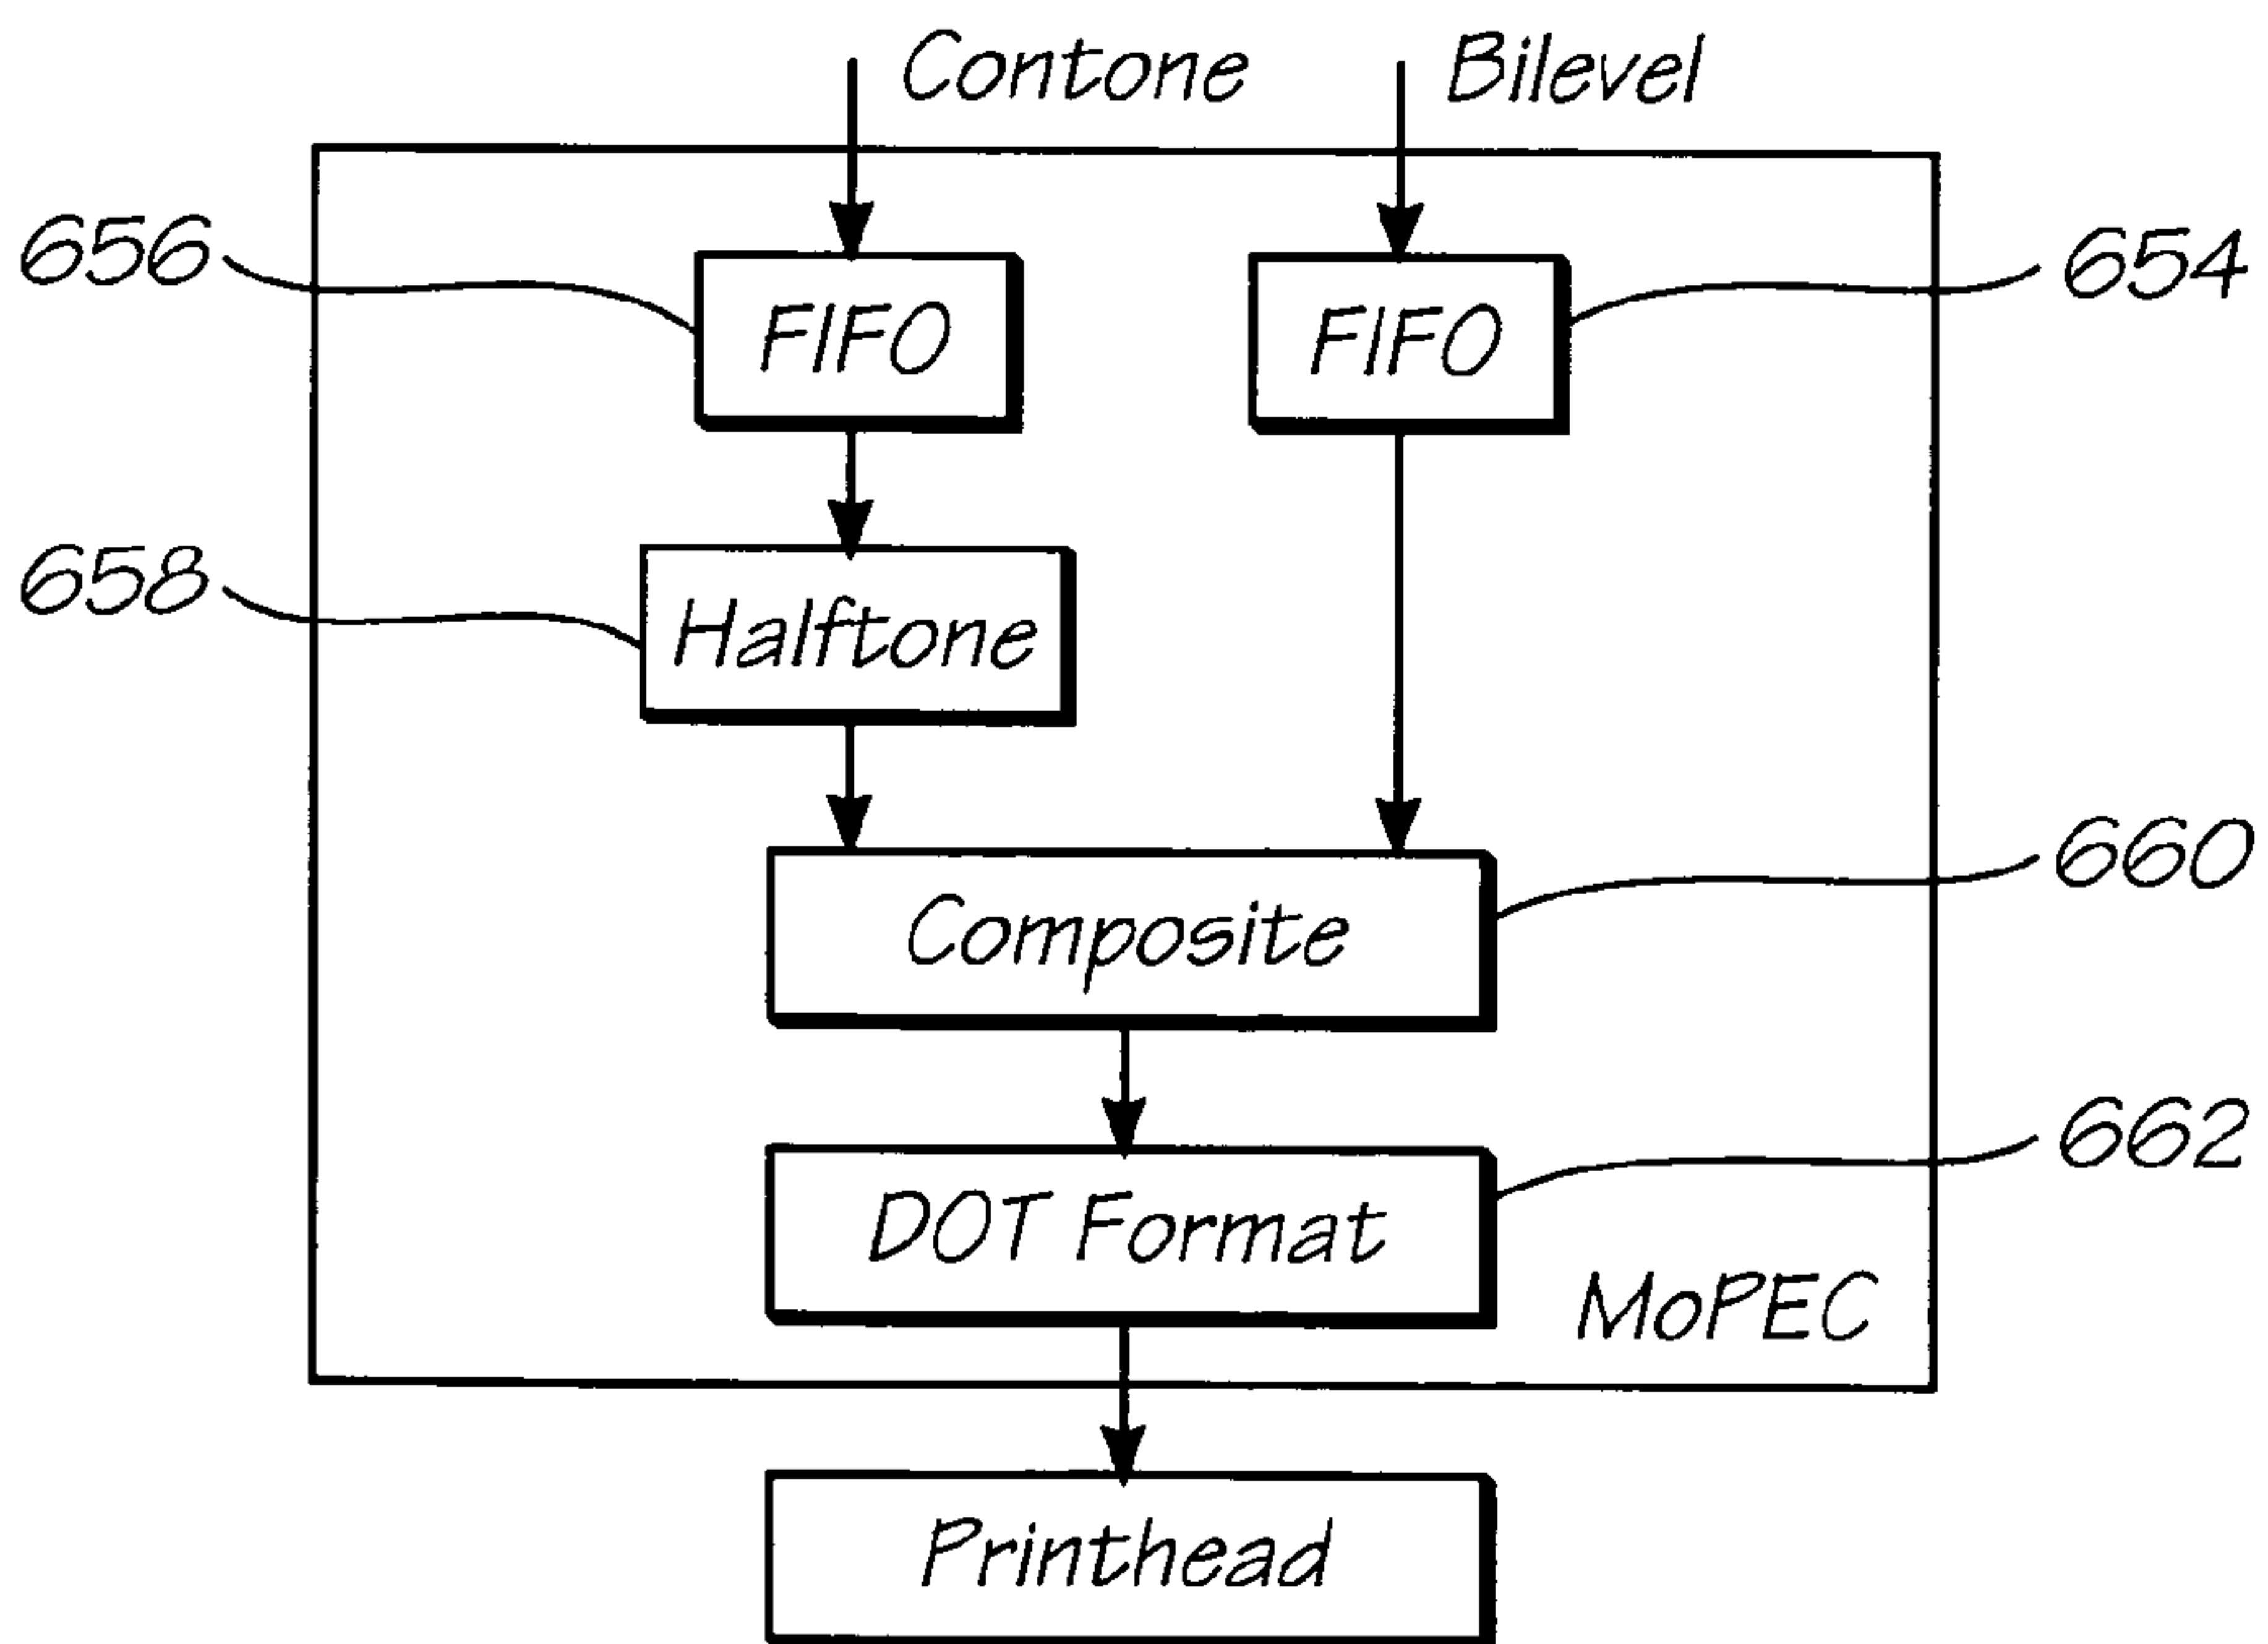 Contone
Bilevel
656
FIFO
FIFO
654
658
Halftone
Composite
660
DOT Format
662
MoPEC
Printhead